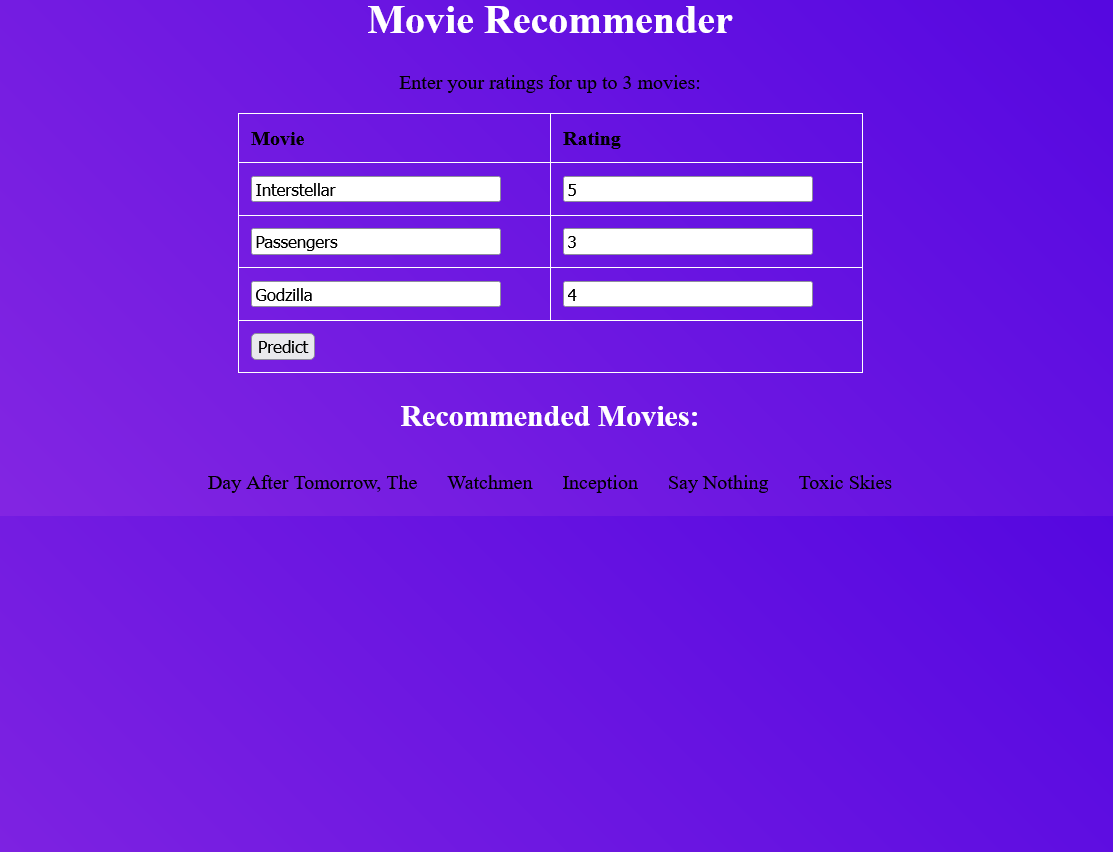 Movie Recommender
Enter your ratings for up to 3 movies:
Movie Rating
Interstellar 5
Passengers 3
Godzilla 4
Predict
Recommended Movies:
Day After Tomorrow, The Watchmen Inception Say Nothing Toxic Skies